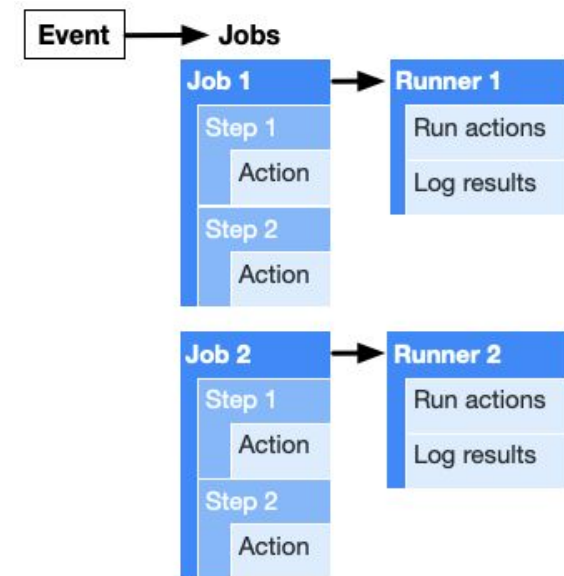 Event
Jobs
Job 1
Step 1
Action
Step 2
Action
Runner 1
Run actions
Log results
Job 2
Step 1
Action
Step 2
Action
Runner 2
Run actions
Log results